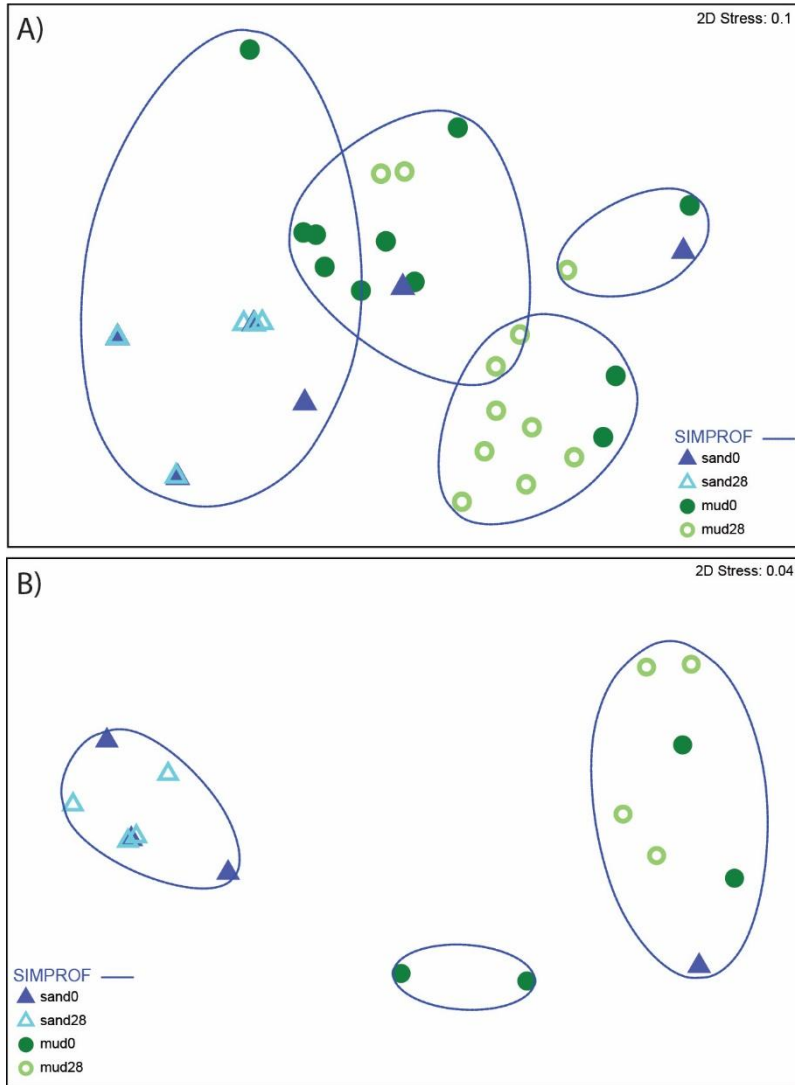 A)
2D Stress: 0.1
SIMPROF
sand0
sand28
mud0
mud28
B)
2D Stress: 0.04
SIMPROF
sand0
sand28
mud0
mud28